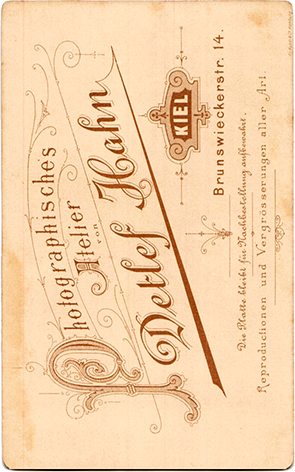 Photographisches
Atelier
von
Detlef Hahn
KIEL
Brunswieckerstr. 14.
Die Platte bleibt für Nachbestellung aufbewahrt.
Reproductionen und Vergrösserungen aller Art.